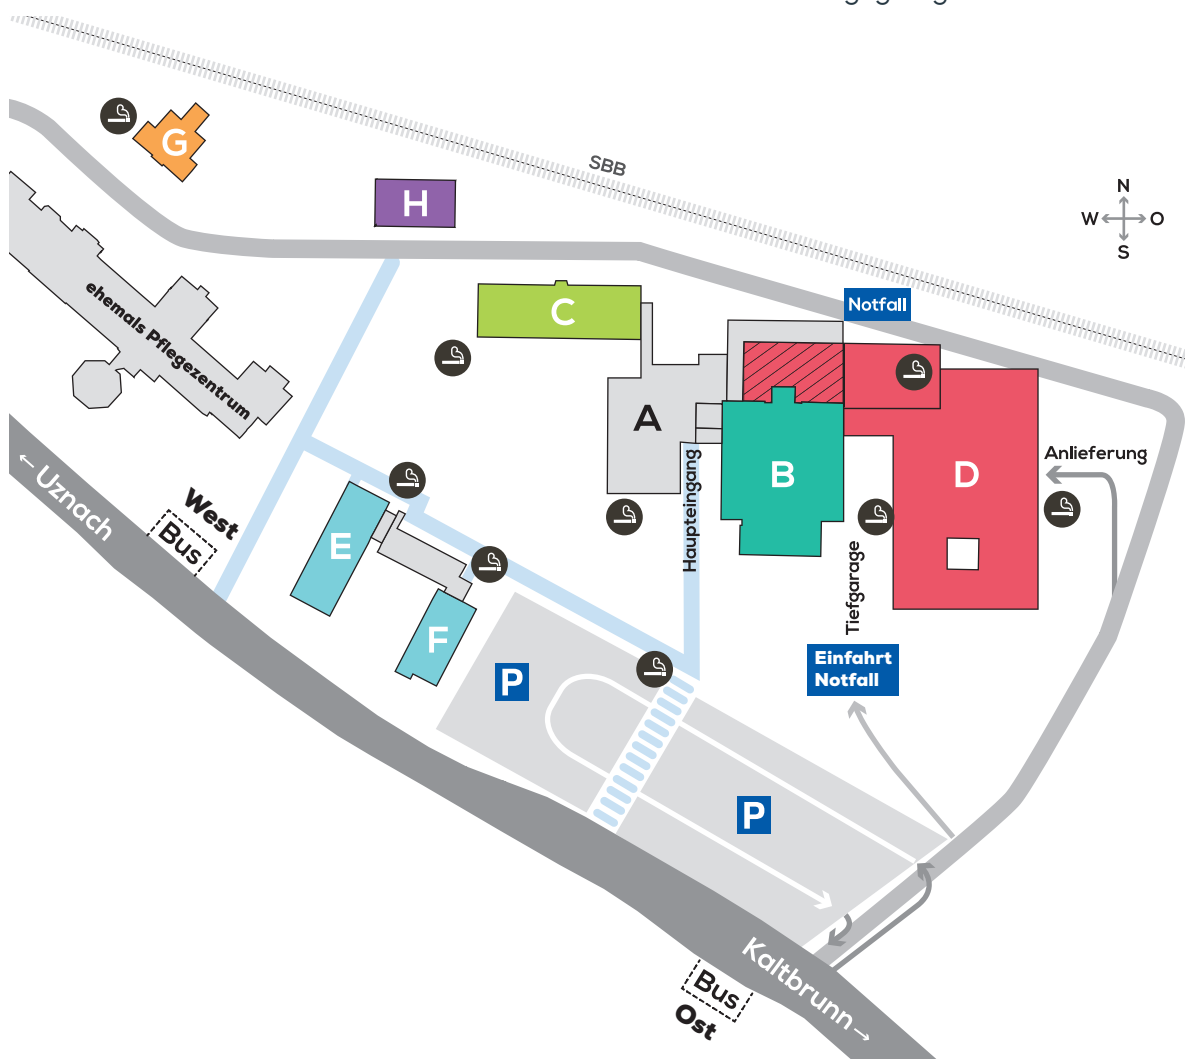 SBB
G
H
N
W O
S
C
Notfall
ehemals Pflegezentrum
A
B
D
Anlieferung
Haupteingang
← Uznach
West
Bus
E
F
Tiefgarage
Einfahrt
Notfall
P
P
Kaltbrunn →
Bus
Ost